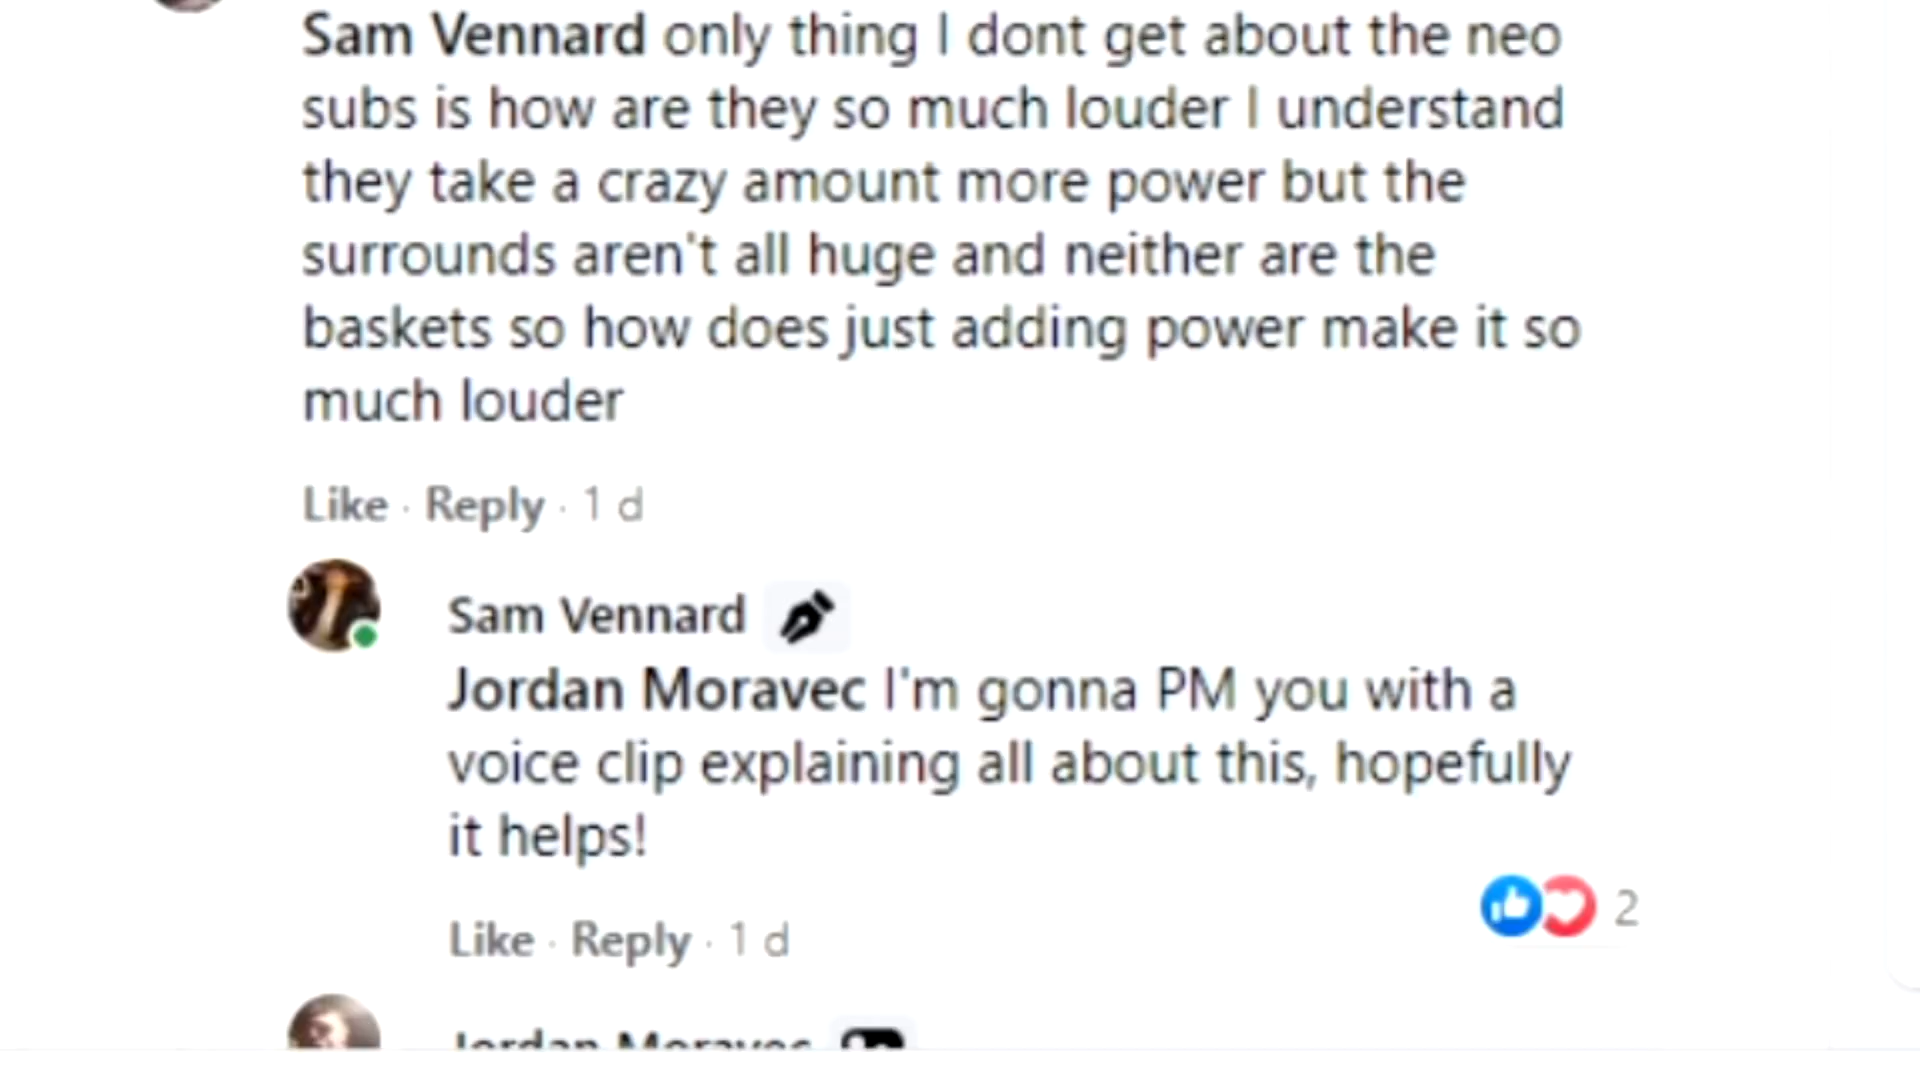 Sam Vennard only thing I dont get about the neo
subs is how are they so much louder I understand
they take a crazy amount more power but the
surrounds aren't all huge and neither are the
baskets so how does just adding power make it so
much louder
Like · Reply · 1 d
Sam Vennard
Jordan Moravec I'm gonna PM you with a
voice clip explaining all about this, hopefully
it helps!
2
Like · Reply · 1 d
Jordan Moravec